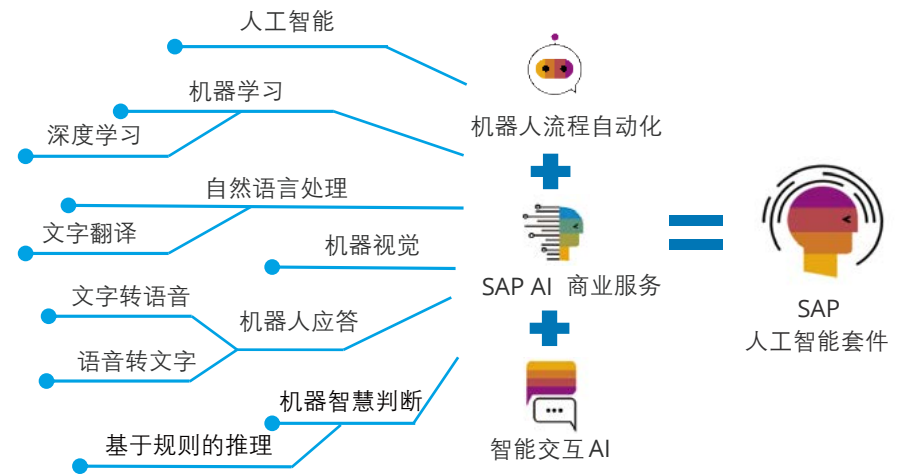 人工智能
机器学习
深度学习
自然语言处理
文字翻译
机器视觉
文字转语音
机器人应答
语音转文字
机器智慧判断
基于规则的推理
机器人流程自动化
SAP AI 商业服务
智能交互AI
SAP
人工智能套件